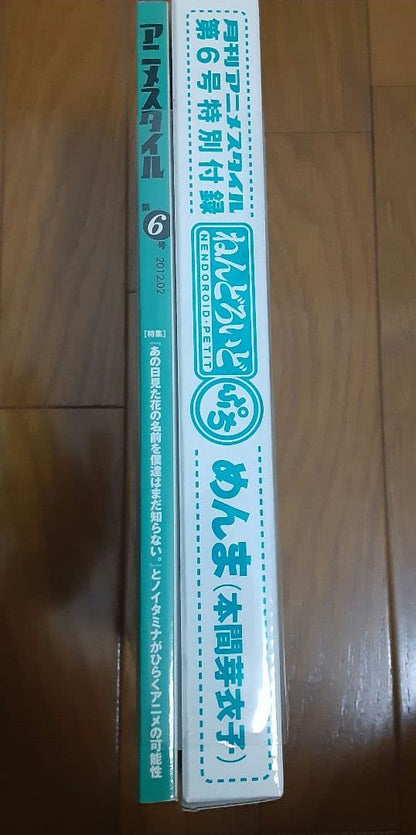 アニメスタイル
第6号
2012.02
[特集]
『あの日見た花の名前を僕達はまだ知らない。』とノイタミナがひらくアニメの可能性
月刊アニメスタイル
第6号特別付録
ねんどろいど
NENDOROID・PETIT
ぷち
めんま(本間芽衣子)